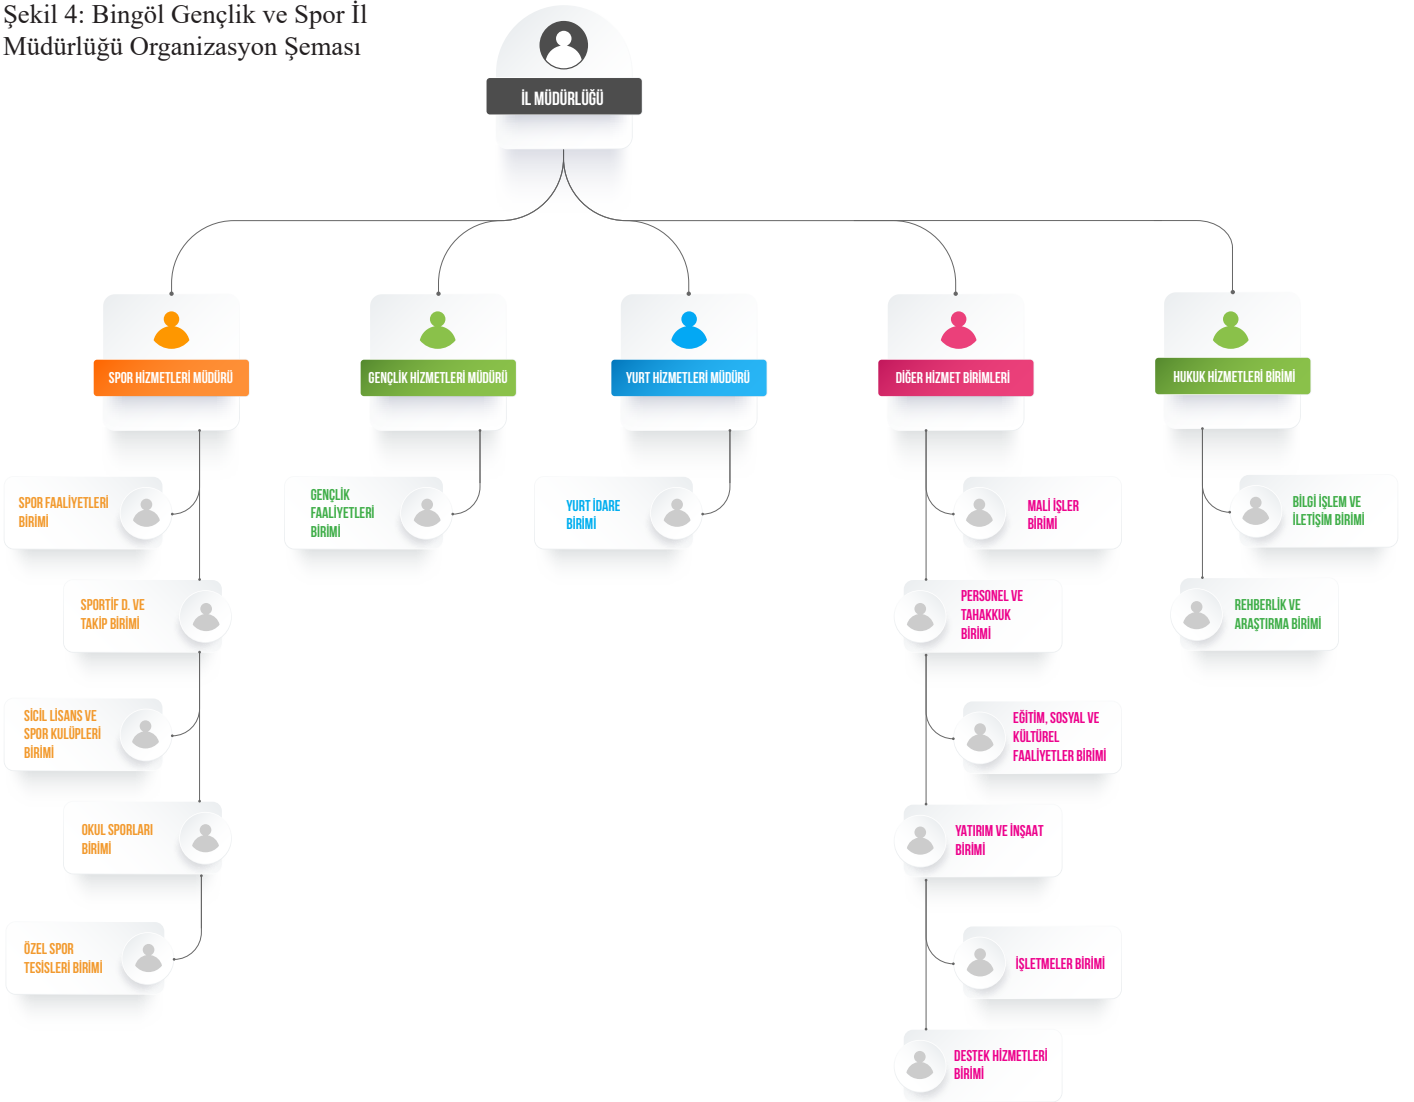 Şekil 4: Bingöl Gençlik ve Spor İl
Müdürlüğü Organizasyon Şeması
İL MÜDÜRLÜĞÜ
SPOR HİZMETLERİ MÜDÜRÜ
GENÇLİK HİZMETLERİ MÜDÜRÜ
YURT HİZMETLERİ MÜDÜRÜ
DİĞER HİZMET BİRİMLERİ
HUKUK HİZMETLERİ BİRİMİ
SPOR FAALİYETLERİ
BİRİMİ
SPORTİF D. VE
TAKİP BİRİMİ
SİCİL LİSANS VE
SPOR KULÜPLERİ
BİRİMİ
OKUL SPORLARI
BİRİMİ
ÖZEL SPOR
TESİSLERİ BİRİMİ
GENÇLİK
FAALİYETLERİ
BİRİMİ
YURT İDARE
BİRİMİ
MALİ İŞLER
BİRİMİ
PERSONEL VE
TAHAKKUK
BİRİMİ
EĞİTİM, SOSYAL VE
KÜLTÜREL
FAALİYETLER BİRİMİ
YATIRIM VE İNŞAAT
BİRİMİ
İŞLETMELER BİRİMİ
DESTEK HİZMETLERİ
BİRİMİ
BİLGİ İŞLEM VE
İLETİŞİM BİRİMİ
REHBERLİK VE
ARAŞTIRMA BİRİMİ